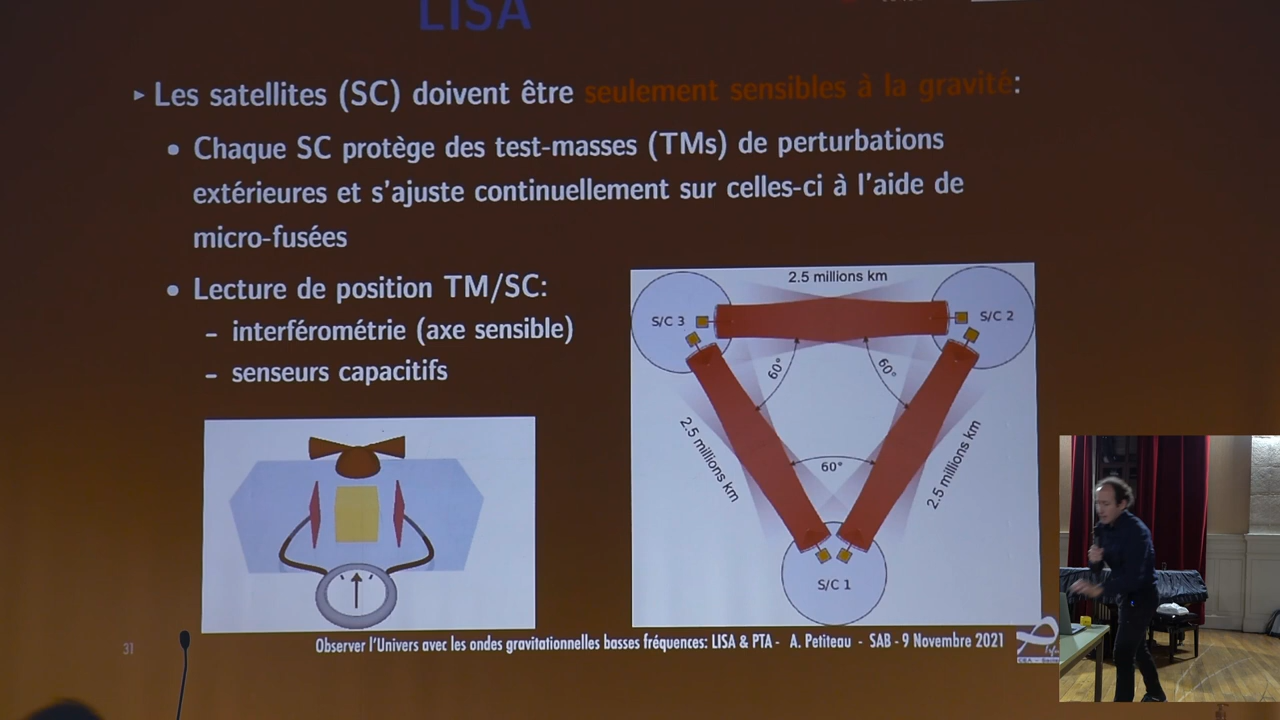 LISA
▸ Les satellites (SC) doivent être seulement sensibles à la gravité:
• Chaque SC protège des test-masses (TMs) de perturbations
extérieures et s'ajuste continuellement sur celles-ci à l'aide de
micro-fusées
• Lecture de position TM/SC:
– interférométrie (axe sensible)
– senseurs capacitifs
2.5 millions km
S/C 3
S/C 2
60°
60°
2.5 millions km
2.5 millions km
60°
S/C 1
31
Observer l'Univers avec les ondes gravitationnelles basses fréquences: LISA & PTA - A. Petiteau - SAB - 9 Novembre 2021